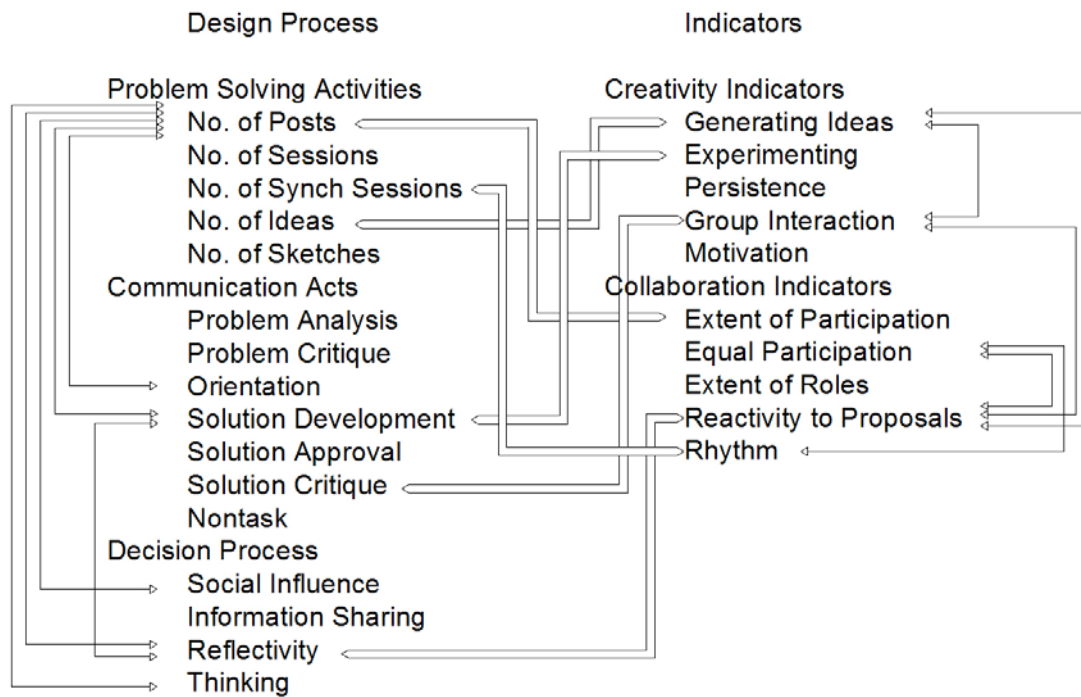 Design Process
Indicators
Problem Solving Activities
No. of Posts
No. of Sessions
No. of Synch Sessions
No. of Ideas
No. of Sketches
Communication Acts
Problem Analysis
Problem Critique
Orientation
Solution Development
Solution Approval
Solution Critique
Nontask
Decision Process
Social Influence
Information Sharing
Reflectivity
Thinking
Creativity Indicators
Generating Ideas
Experimenting
Persistence
Group Interaction
Motivation
Collaboration Indicators
Extent of Participation
Equal Participation
Extent of Roles
Reactivity to Proposals
Rhythm